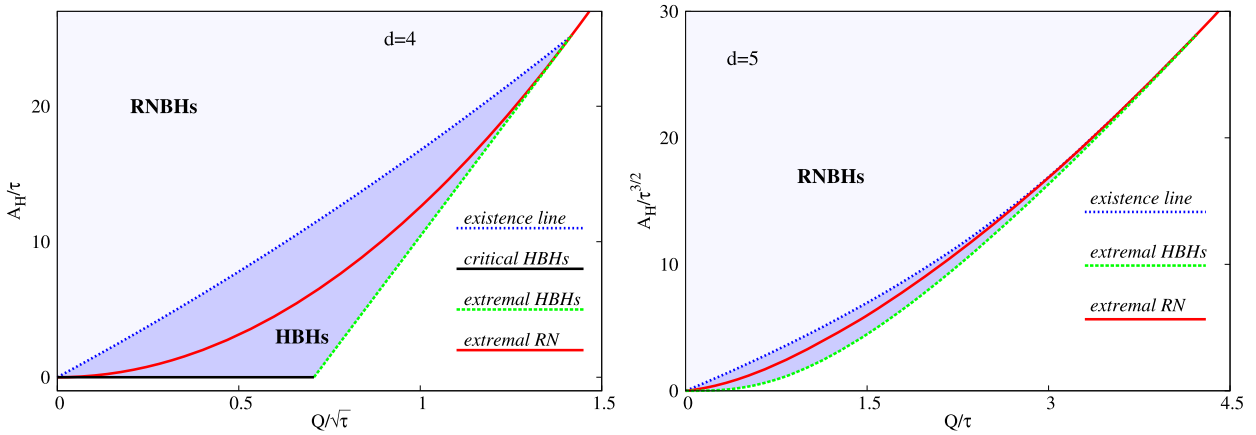 d=4
RNBHs
HBHs
existence line
critical HBHs
extremal HBHs
extremal RN
A_H/τ
20
10
0
0
0.5
1
1.5
Q/√τ
d=5
RNBHs
existence line
extremal HBHs
extremal RN
A_H/τ^{3/2}
30
20
10
0
0
1.5
3
4.5
Q/τ